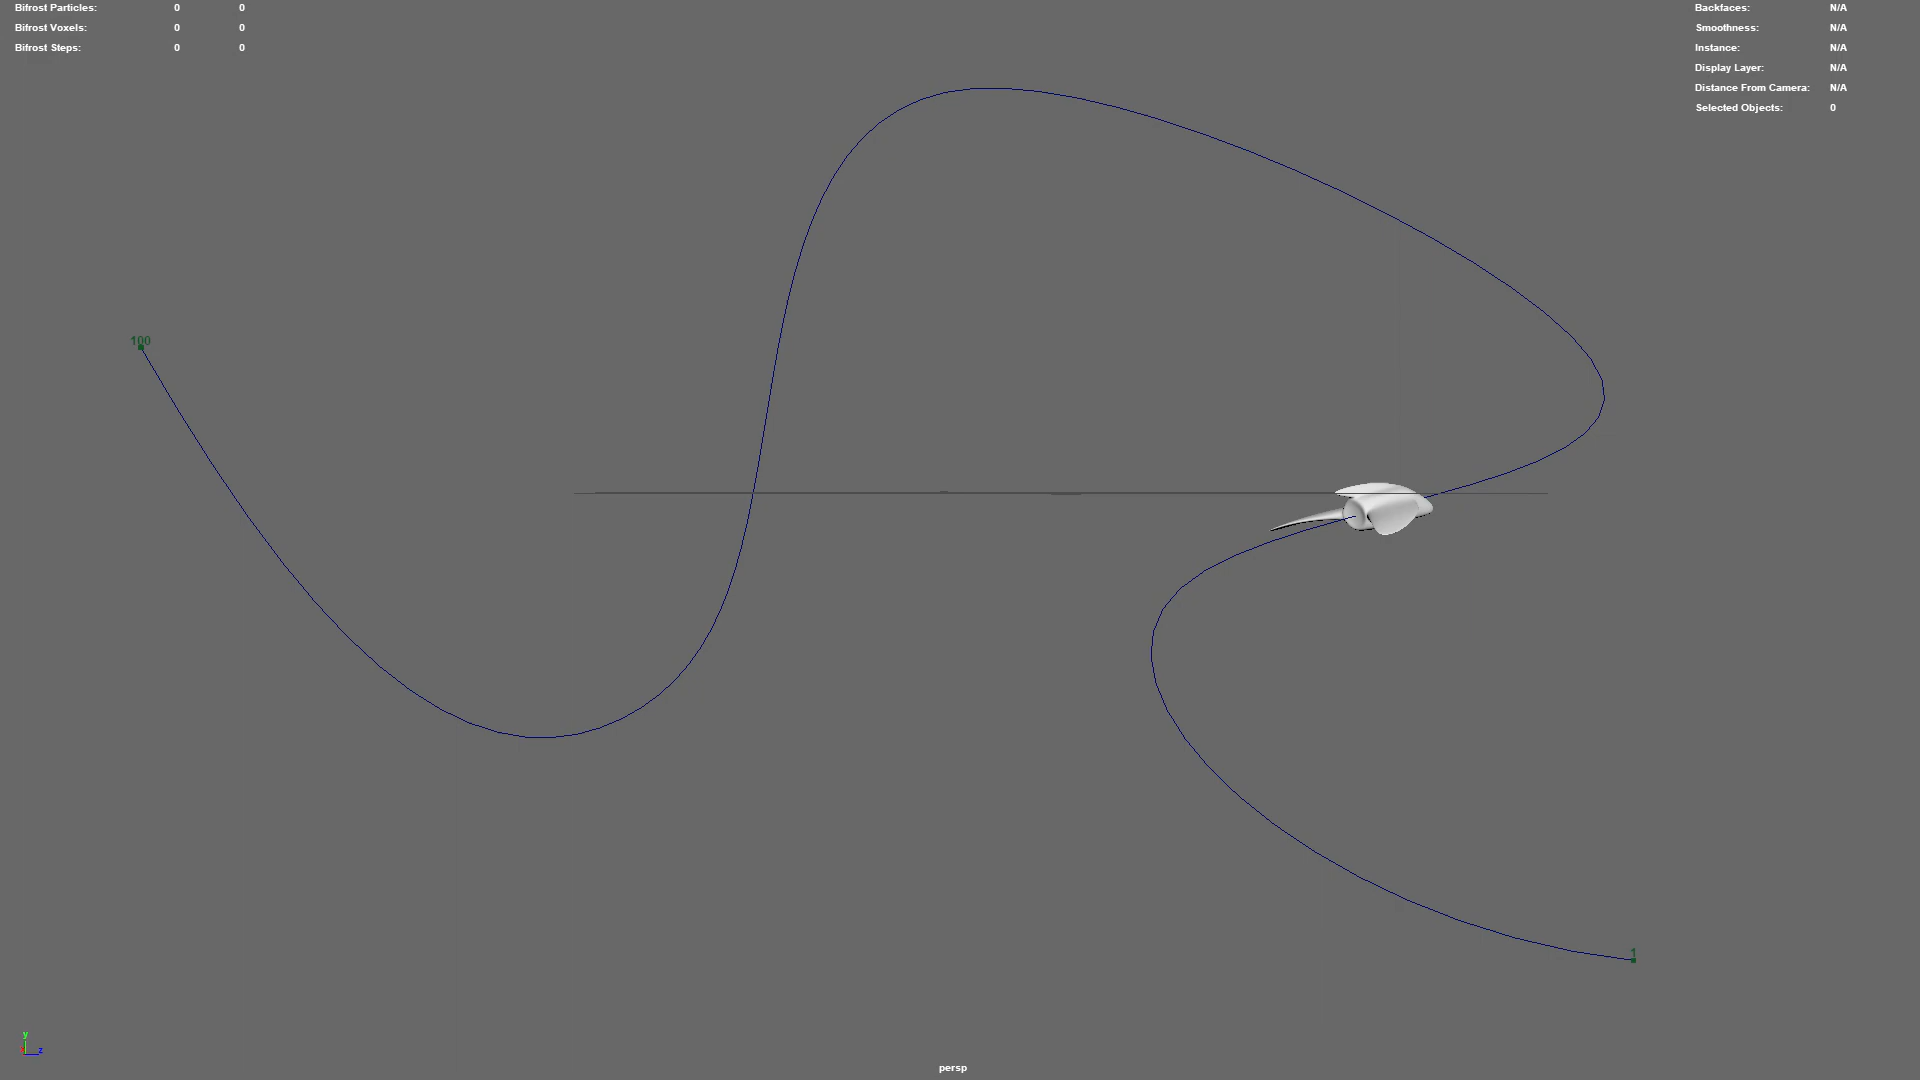 Bifrost Particles: 0 0
Bifrost Voxels: 0 0
Bifrost Steps: 0 0
Backfaces: N/A
Smoothness: N/A
Instance: N/A
Display Layer: N/A
Distance From Camera: N/A
Selected Objects: 0
100
1
y
z
persp